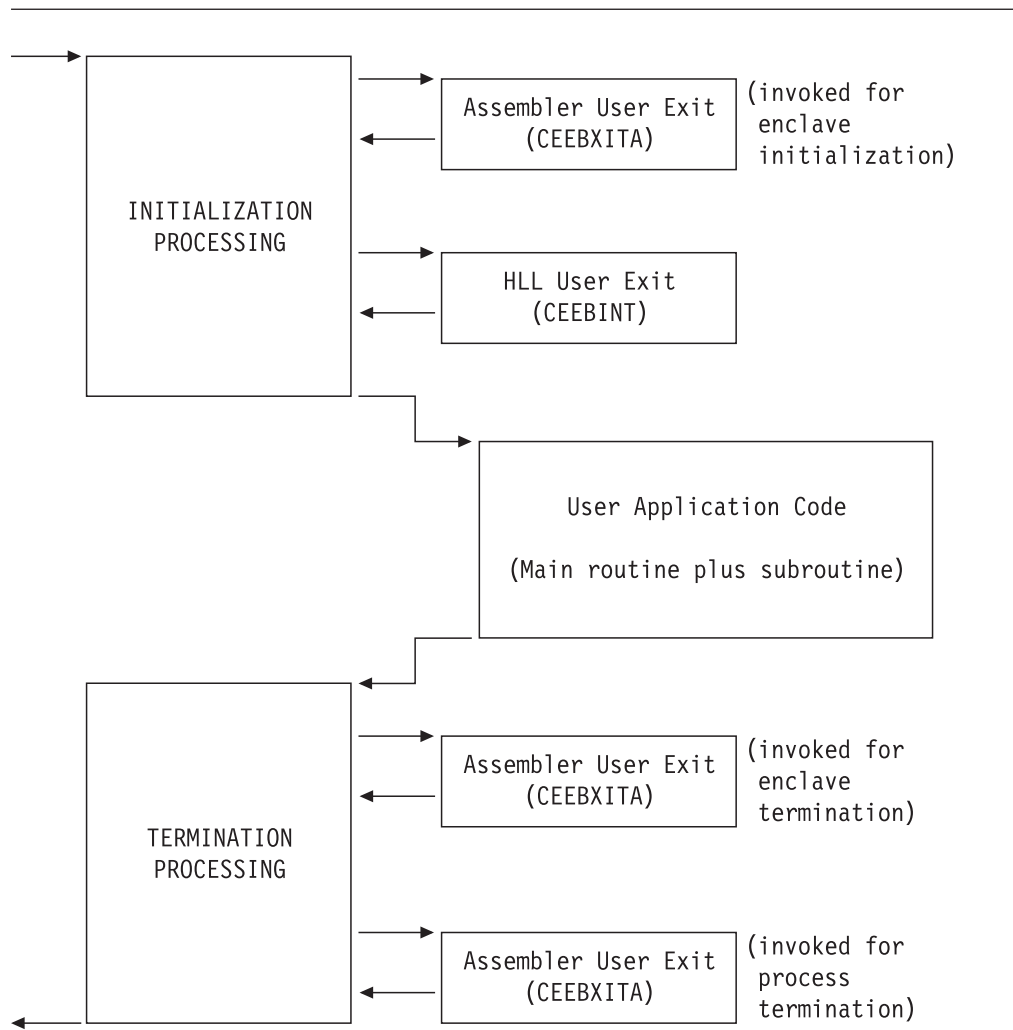 Assembler User Exit
(CEEBXITA)
(invoked for
enclave
initialization)
INITIALIZATION
PROCESSING
HLL User Exit
(CEEBINT)
User Application Code
(Main routine plus subroutine)
Assembler User Exit
(CEEBXITA)
(invoked for
enclave
termination)
TERMINATION
PROCESSING
Assembler User Exit
(CEEBXITA)
(invoked for
process
termination)